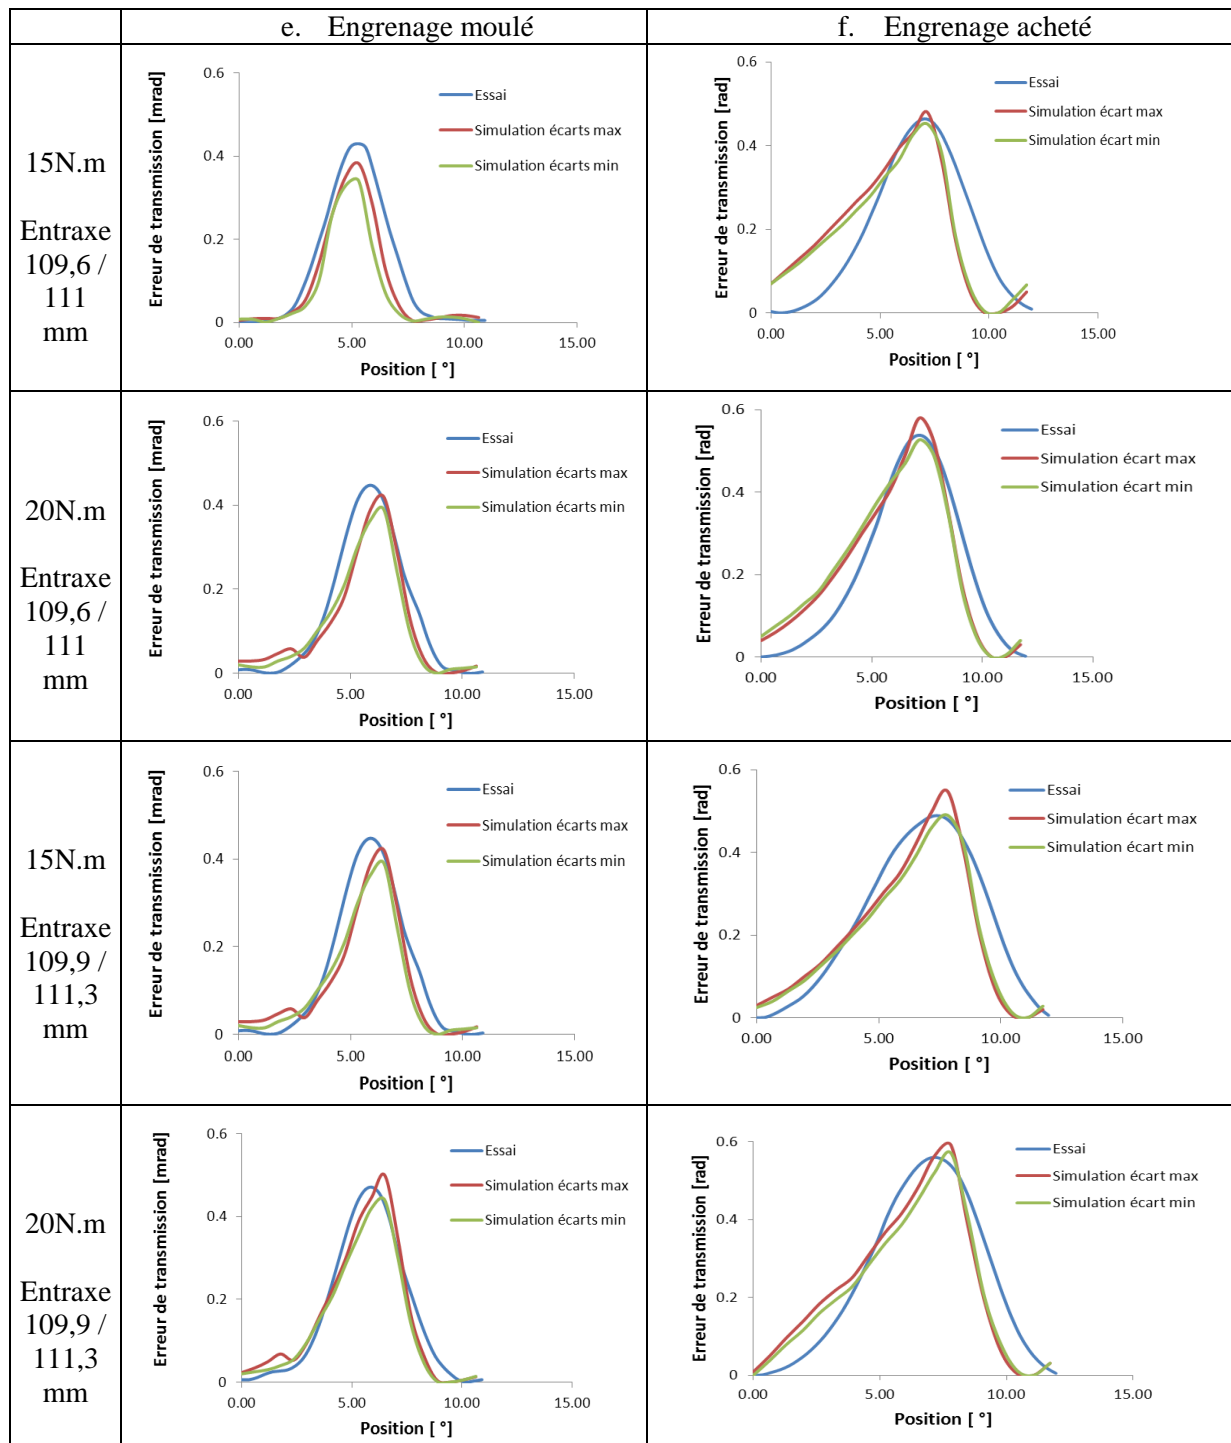 e. Engrenage moulé
f. Engrenage acheté
15N.m
Entraxe
109,6 /
111
mm
Erreur de transmission [mrad]
0.6
0.4
0.2
0
0.00
5.00
10.00
15.00
Position [ °]
Essai
Simulation écarts max
Simulation écarts min
Erreur de transmission [rad]
0.6
0.4
0.2
0
0.00
5.00
10.00
15.00
Position [ °]
Essai
Simulation écart max
Simulation écart min
20N.m
Entraxe
109,6 /
111
mm
Erreur de transmission [mrad]
0.6
0.4
0.2
0
0.00
5.00
10.00
15.00
Position [ °]
Essai
Simulation écarts max
Simulation écarts min
Erreur de transmission [rad]
0.6
0.4
0.2
0
0.00
5.00
10.00
15.00
Position [ °]
Essai
Simulation écart max
Simulation écart min
15N.m
Entraxe
109,9 /
111,3
mm
Erreur de transmission [mrad]
0.6
0.4
0.2
0
0.00
5.00
10.00
15.00
Position [ °]
Essai
Simulation écarts max
Simulation écarts min
Erreur de transmission [rad]
0.6
0.4
0.2
0
0.00
5.00
10.00
15.00
Position [ °]
Essai
Simulation écart max
Simulation écart min
20N.m
Entraxe
109,9 /
111,3
mm
Erreur de transmission [mrad]
0.6
0.4
0.2
0
0.00
5.00
10.00
15.00
Position [ °]
Essai
Simulation écarts max
Simulation écarts min
Erreur de transmission [rad]
0.6
0.4
0.2
0
0.00
5.00
10.00
15.00
Position [ °]
Essai
Simulation écart max
Simulation écart min